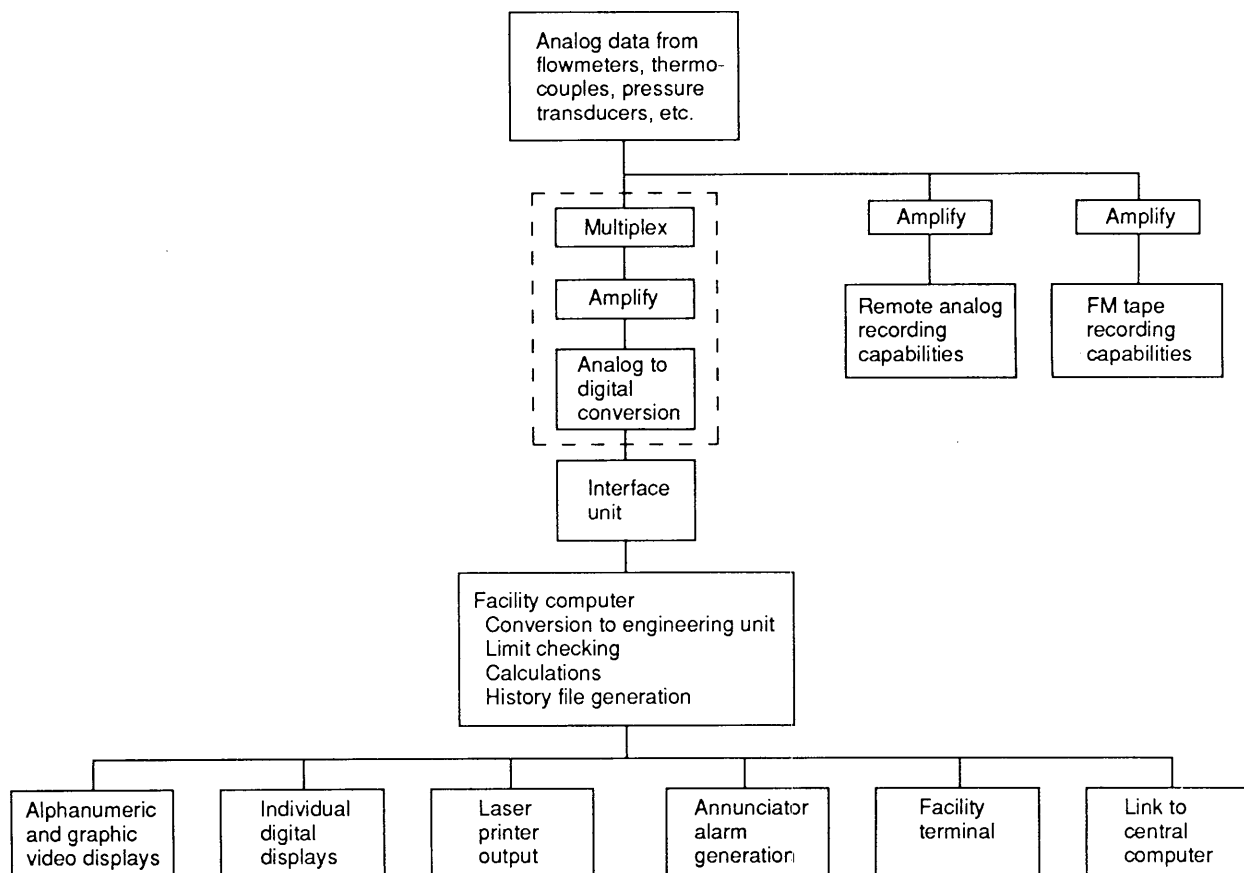 Analog data from
flowmeters, thermo-
couples, pressure
transducers, etc.
Multiplex
Amplify
Analog to
digital
conversion
Amplify
Remote analog
recording
capabilities
Amplify
FM tape
recording
capabilities
Interface
unit
Facility computer
Conversion to engineering unit
Limit checking
Calculations
History file generation
Alphanumeric
and graphic
video displays
Individual
digital
displays
Laser
printer
output
Annunciator
alarm
generation
Facility
terminal
Link to
central
computer